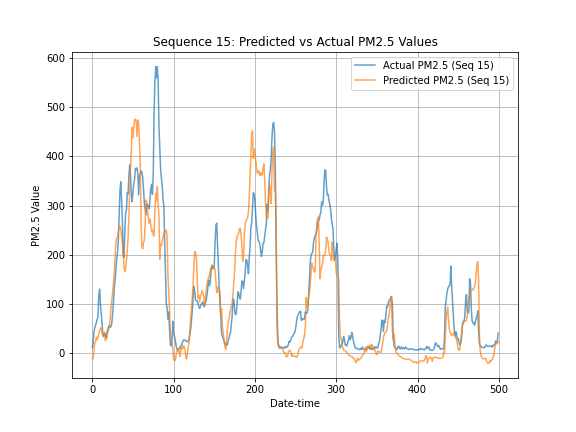 Sequence 15: Predicted vs Actual PM2.5 Values
Actual PM2.5 (Seq 15)
Predicted PM2.5 (Seq 15)
PM2.5 Value
600
500
400
300
200
100
0
0 100 200 300 400 500
Date-time